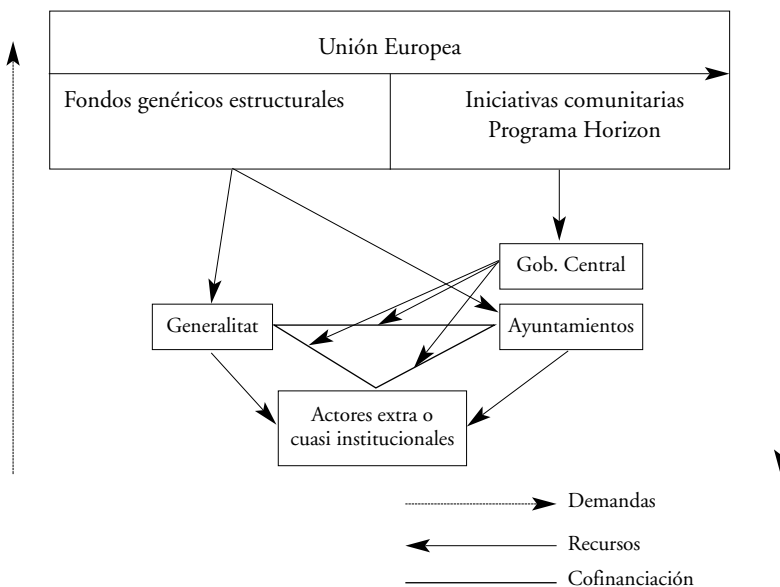 Unión Europea
Fondos genéricos estructurales
Iniciativas comunitarias
Programa Horizon
Gob. Central
Generalitat
Ayuntamientos
Actores extra o
cuasi institucionales
Demandas
Recursos
Cofinanciación